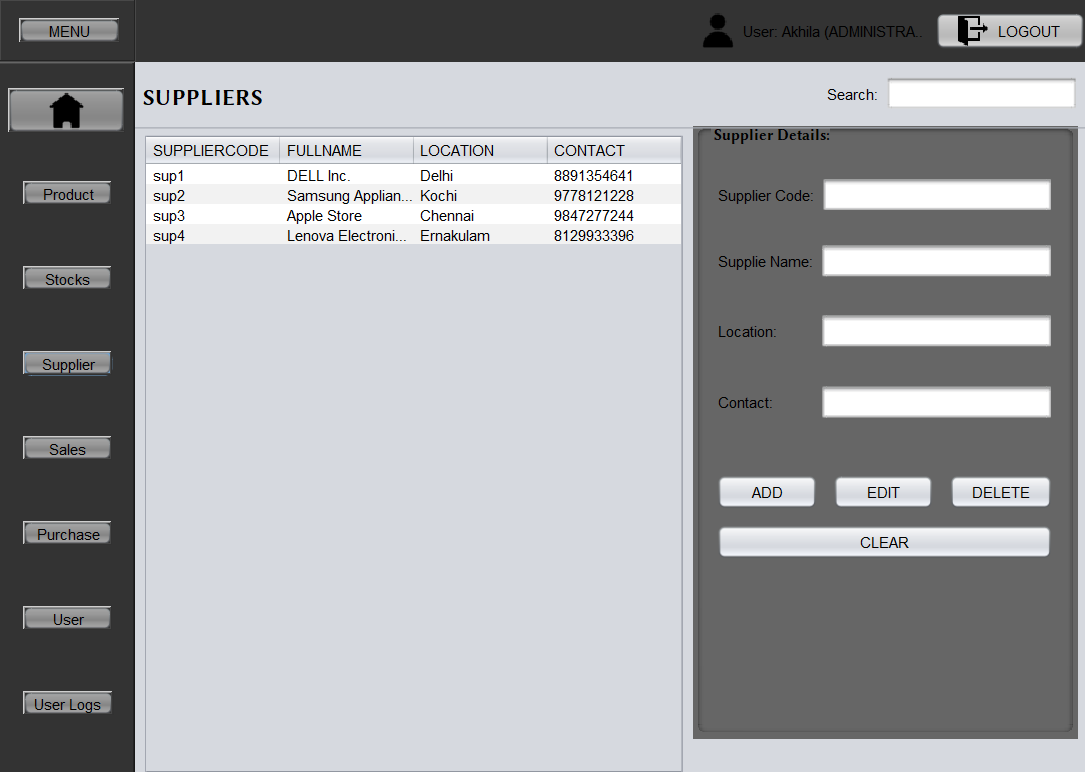 MENU
User: Akhila (ADMINISTRA..
LOGOUT
SUPPLIERS
Search:
Product
Stocks
Supplier
Sales
Purchase
User
User Logs
SUPPLIERCODE FULLNAME LOCATION CONTACT
sup1 DELL Inc. Delhi 8891354641
sup2 Samsung Applian... Kochi 9778121228
sup3 Apple Store Chennai 9847277244
sup4 Lenova Electroni... Ernakulam 8129933396
Supplier Details:
Supplier Code:
Supplie Name:
Location:
Contact:
ADD EDIT DELETE
CLEAR